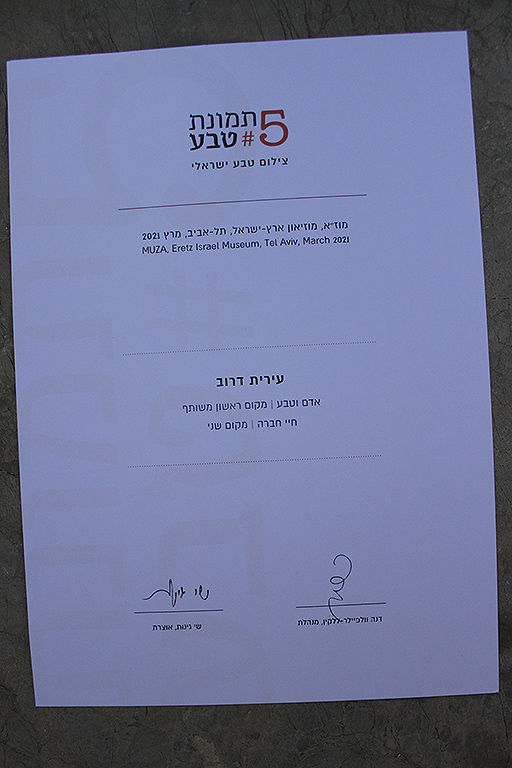 תמונת
טבע #5
צילום טבע ישראלי
מוז״א, מוזיאון ארץ-ישראל, תל-אביב, מרץ 2021
MUZA, Eretz Israel Museum, Tel Aviv, March 2021
עירית דרוב
אדם וטבע | מקום ראשון משותף
חיי חברה | מקום שני
שי גינות
דנה וולפיילר-ללקין, מנהלת
שי גינות, אוצרת